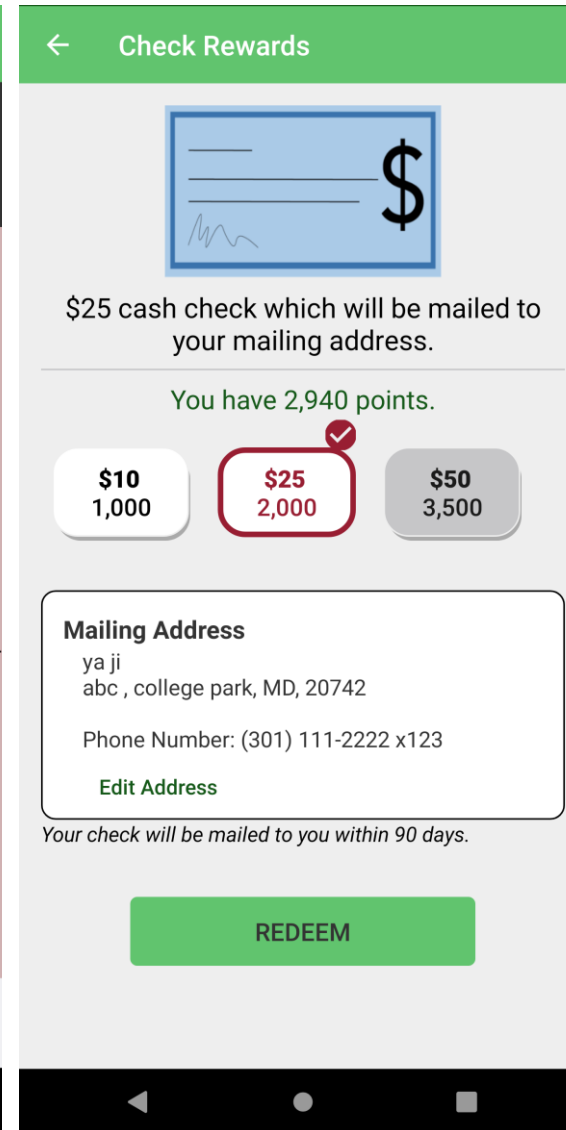 Check Rewards
$
$25 cash check which will be mailed to
your mailing address.
You have 2,940 points.
$10
1,000
$25
2,000
$50
3,500
Mailing Address
ya ji
abc , college park, MD, 20742
Phone Number: (301) 111-2222 x123
Edit Address
Your check will be mailed to you within 90 days.
REDEEM